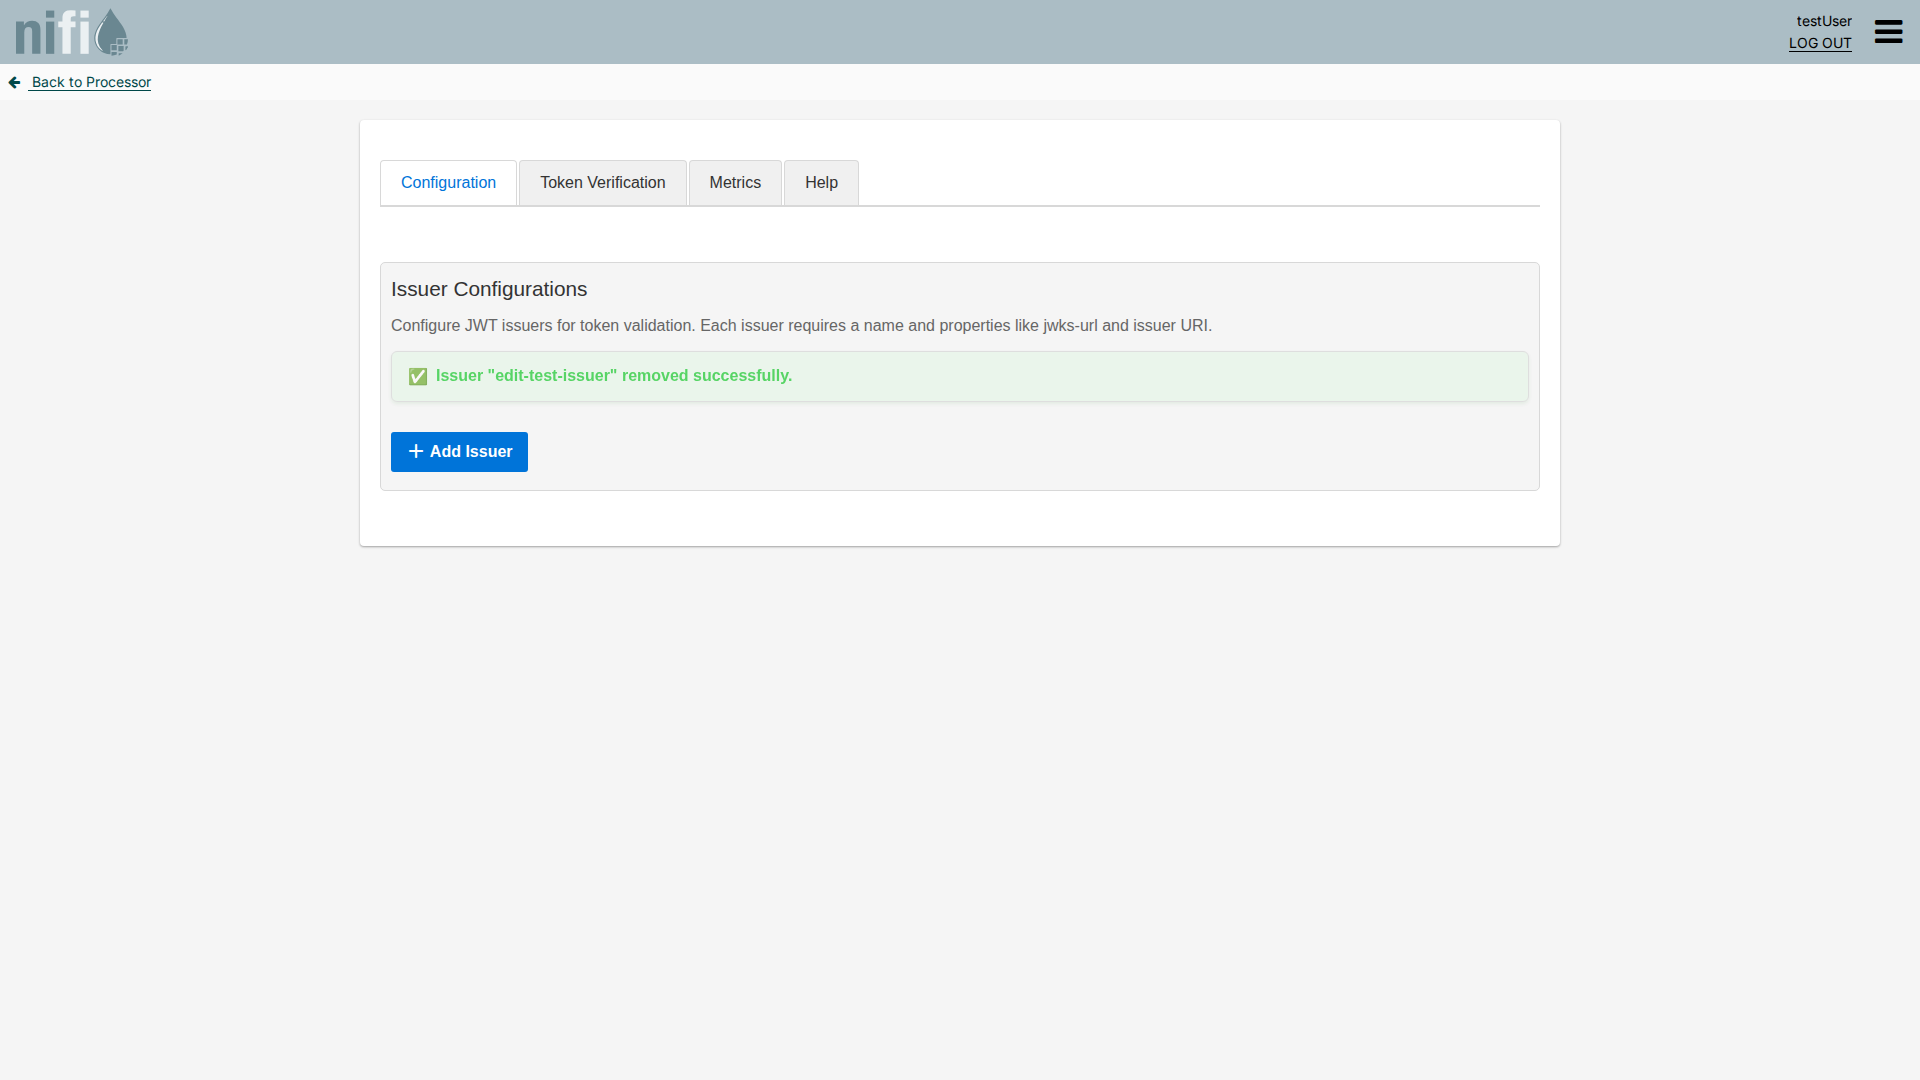 nifi
testUser
LOG OUT
Back to Processor
Configuration
Token Verification
Metrics
Help
Issuer Configurations
Configure JWT issuers for token validation. Each issuer requires a name and properties like jwks-url and issuer URI.
Issuer "edit-test-issuer" removed successfully.
Add Issuer